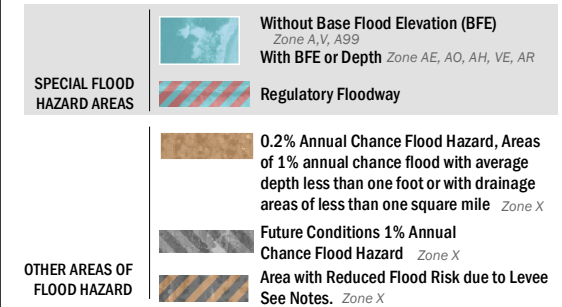 Without Base Flood Elevation (BFE)
Zone A,V, A99
With BFE or Depth Zone AE, AO, AH, VE, AR
SPECIAL FLOOD
HAZARD AREAS
Regulatory Floodway
0.2% Annual Chance Flood Hazard, Areas
of 1% annual chance flood with average
depth less than one foot or with drainage
areas of less than one square mile Zone X
Future Conditions 1% Annual
Chance Flood Hazard Zone X
OTHER AREAS OF
FLOOD HAZARD
Area with Reduced Flood Risk due to Levee
See Notes. Zone X